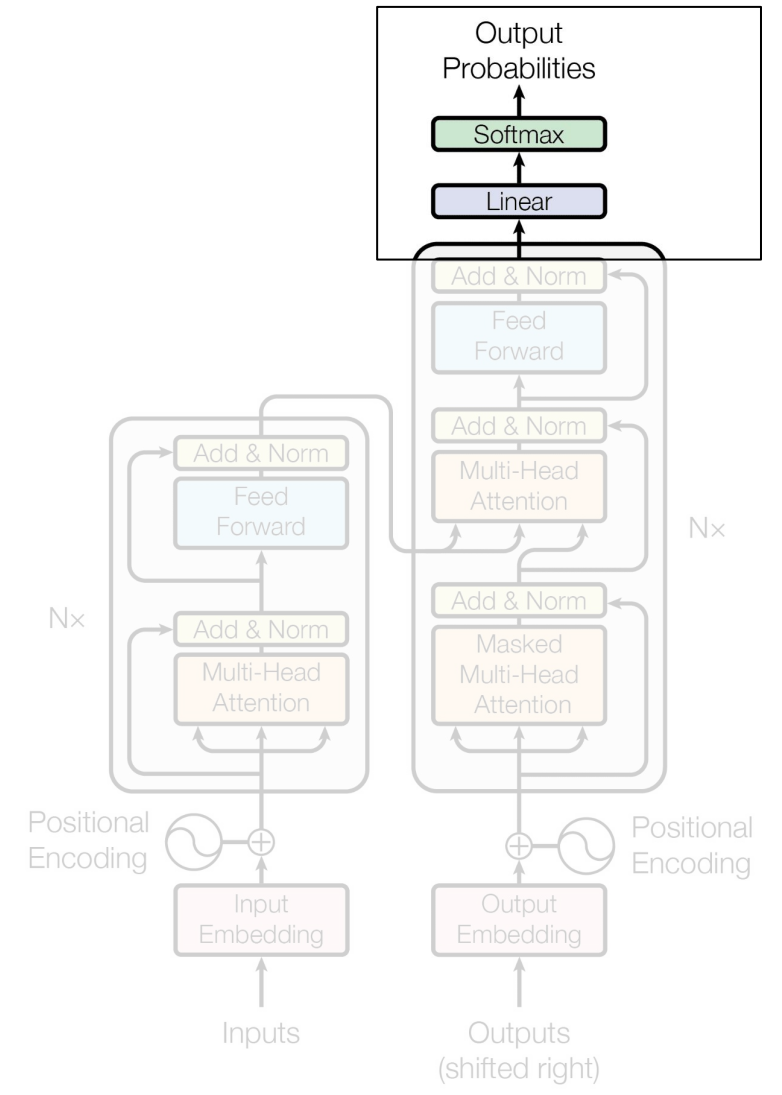 Output
Probabilities
Softmax
Linear
Add & Norm
Feed
Forward
Add & Norm
Multi-Head
Attention
Add & Norm
Masked
Multi-Head
Attention
Nx
Add & Norm
Feed
Forward
Add & Norm
Multi-Head
Attention
Nx
Positional
Encoding
Positional
Encoding
Input
Embedding
Output
Embedding
Inputs
Outputs
(shifted right)